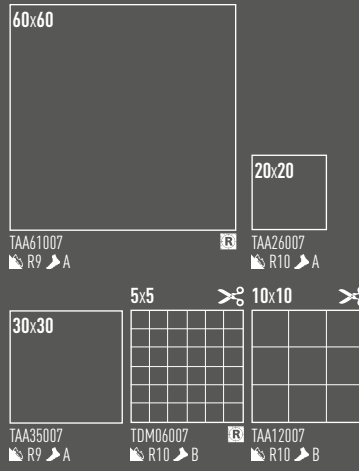 60x60
20x20
TAA61007 R
R9 A
TAA26007
R10 A
5x5
10x10
30x30
TAA35007
R9 A
TDM06007 R
R10 B
TAA12007
R10 B